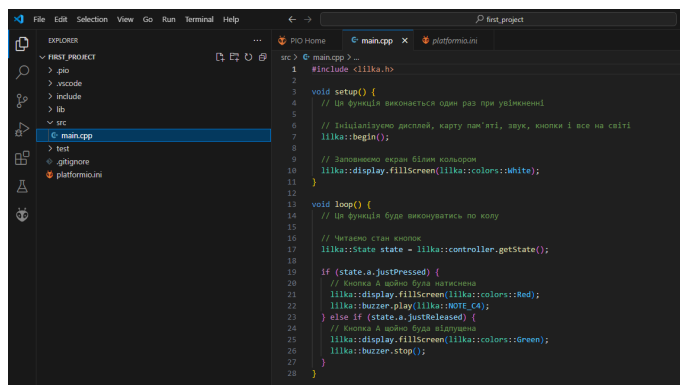 File Edit Selection View Go Run Terminal Help
first_project
EXPLORER
FIRST_PROJECT
.pio
.vscode
include
lib
src
main.cpp
test
.gitignore
platformio.ini
PIO Home main.cpp platformio.ini
src > main.cpp > ...
1 #include <lilka.h>
2
3 void setup() {
4 // Ця функція виконається один раз при увімкненні
5
6 // Ініціалізуємо дисплей, карту пам'яті, звук, кнопки і все на світі
7 lilka::begin();
8
9 // Заповнюємо екран білим кольором
10 lilka::display.fillScreen(lilka::colors::White);
11 }
12
13 void loop() {
14 // Ця функція буде виконуватись по колу
15
16 // Читаємо стан кнопок
17 lilka::State state = lilka::controller.getState();
18
19 if (state.a.justPressed) {
20 // Кнопка A щойно була натиснена
21 lilka::display.fillScreen(lilka::colors::Red);
22 lilka::buzzer.play(lilka::NOTE_C4);
23 } else if (state.a.justReleased) {
24 // Кнопка A щойно буда відпущена
25 lilka::display.fillScreen(lilka::colors::Green);
26 lilka::buzzer.stop();
27 }
28 }